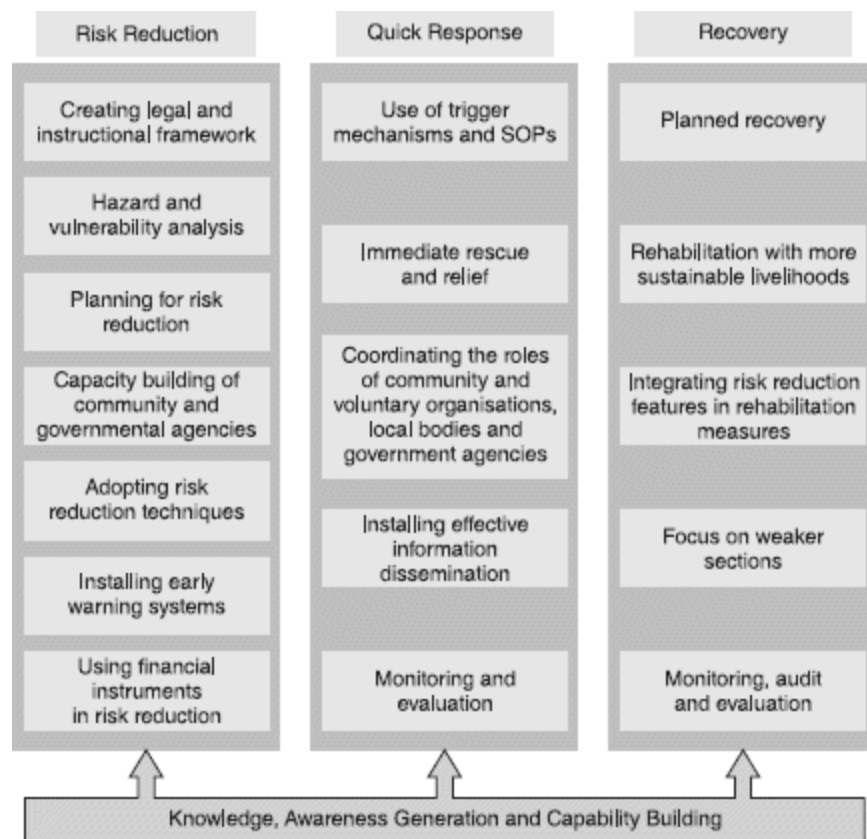 Risk Reduction
Creating legal and
instructional framework
Hazard and
vulnerability analysis
Planning for risk
reduction
Capacity building of
community and
governmental agencies
Adopting risk
reduction techniques
Installing early
warning systems
Using financial
instruments
in risk reduction
Quick Response
Use of trigger
mechanisms and SOPs
Immediate rescue
and relief
Coordinating the roles
of community and
voluntary organisations,
local bodies and
government agencies
Installing effective
information
dissemination
Monitoring and
evaluation
Recovery
Planned recovery
Rehabilitation with more
sustainable livelihoods
Integrating risk reduction
features in rehabilitation
measures
Focus on weaker
sections
Monitoring, audit
and evaluation
Knowledge, Awareness Generation and Capability Building